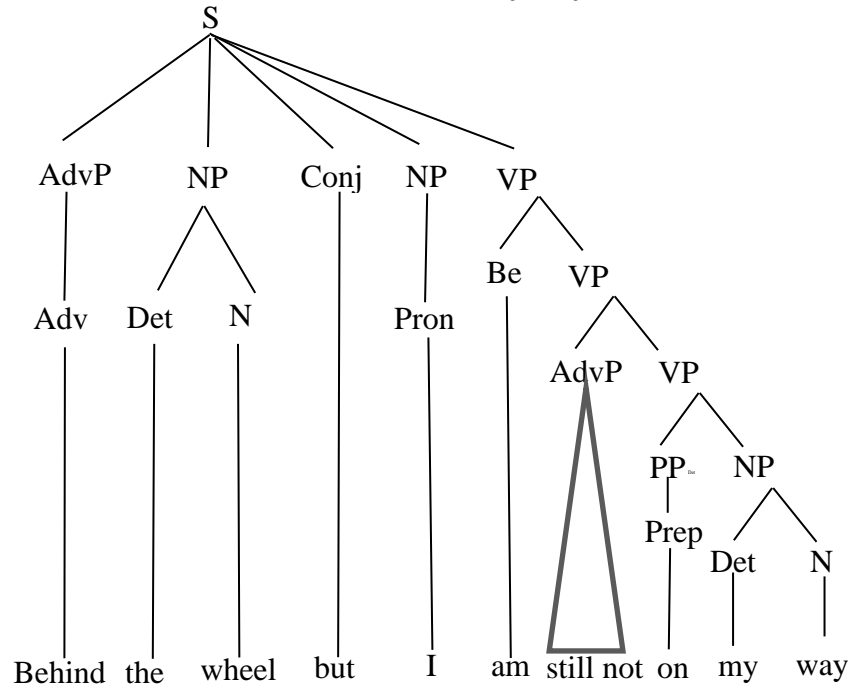 S
AdvP NP Conj NP VP
Be VP
Adv Det N Pron
AdvP VP
PP Det NP
Prep
Det N
Behind the wheel but I am still not on my way